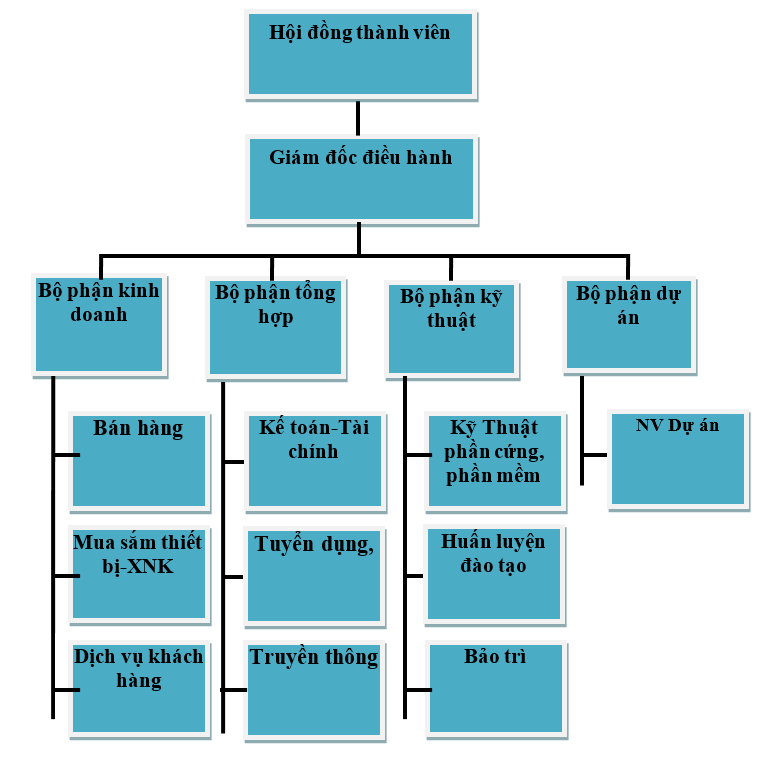 Hội đồng thành viên
Giám đốc điều hành
Bộ phận kinh
doanh
Bộ phận tổng
hợp
Bộ phận kỹ
thuật
Bộ phận dự
án
Bán hàng
Mua sắm thiết
bị-XNK
Dịch vụ khách
hàng
Kế toán-Tài
chính
Tuyển dụng,
Truyền thông
Kỹ Thuật
phần cứng,
phần mềm
Huấn luyện
đào tạo
Bảo trì
NV Dự án